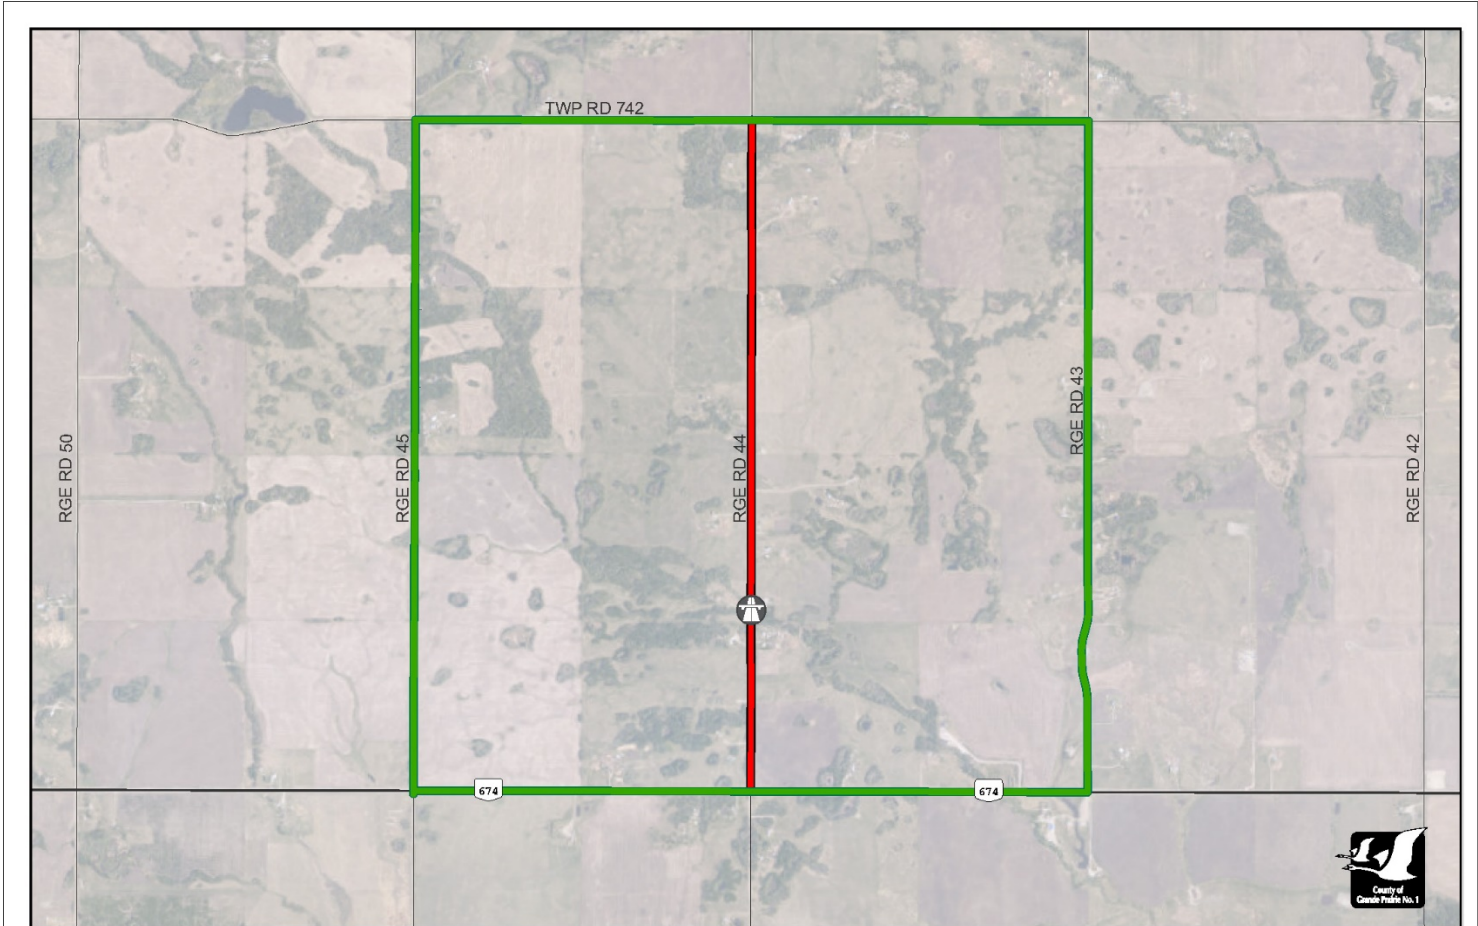 TWP RD 742
RGE RD 50
RGE RD 45
RGE RD 44
RGE RD 43
RGE RD 42
674
674
County of
Grande Prairie No. 1